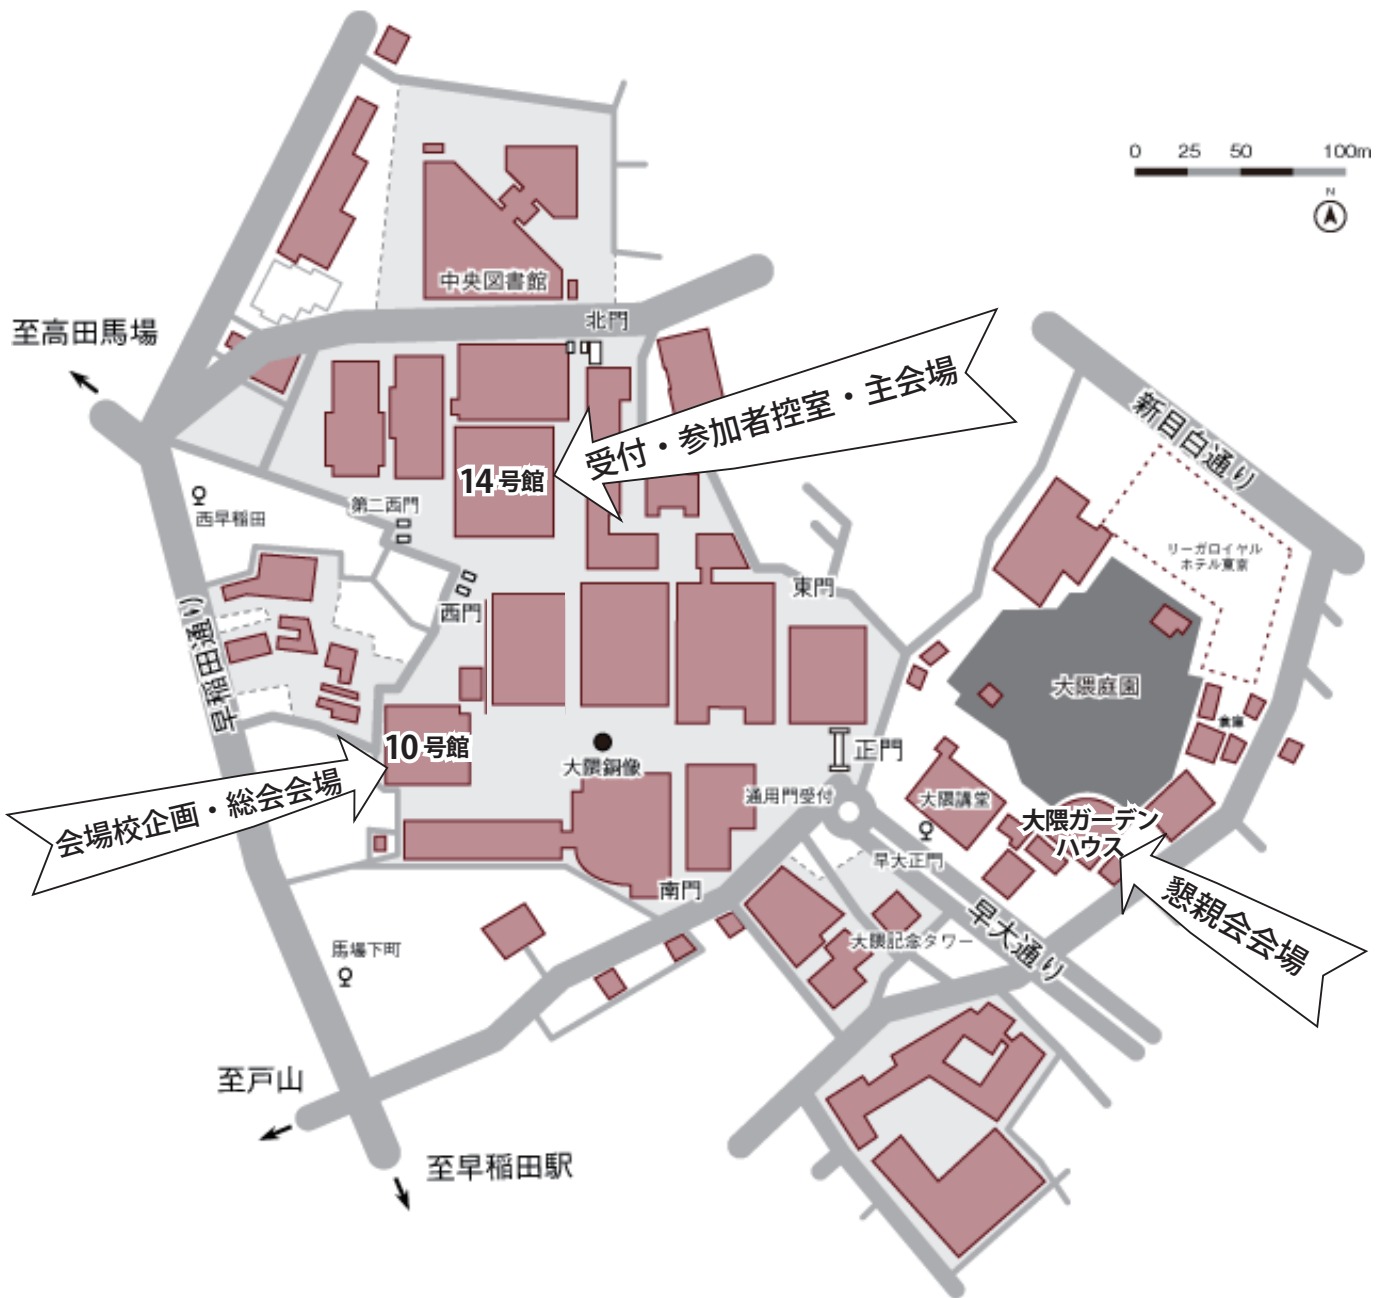 0 25 50 100m
N
中央図書館
北門
至高田馬場
受付・参加者控室・主会場
新目白通り
14号館
第二西門
西早稲田
リーガロイヤル
ホテル東京
東門
西門
早稲田通り
大隈庭園
倉庫
10号館
大隈銅像
正門
会場校企画・総会会場
通用門受付
大隈講堂
大隈ガーデン
ハウス
早大正門
南門
懇親会会場
早大通り
大隈記念タワー
馬場下町
至戸山
至早稲田駅